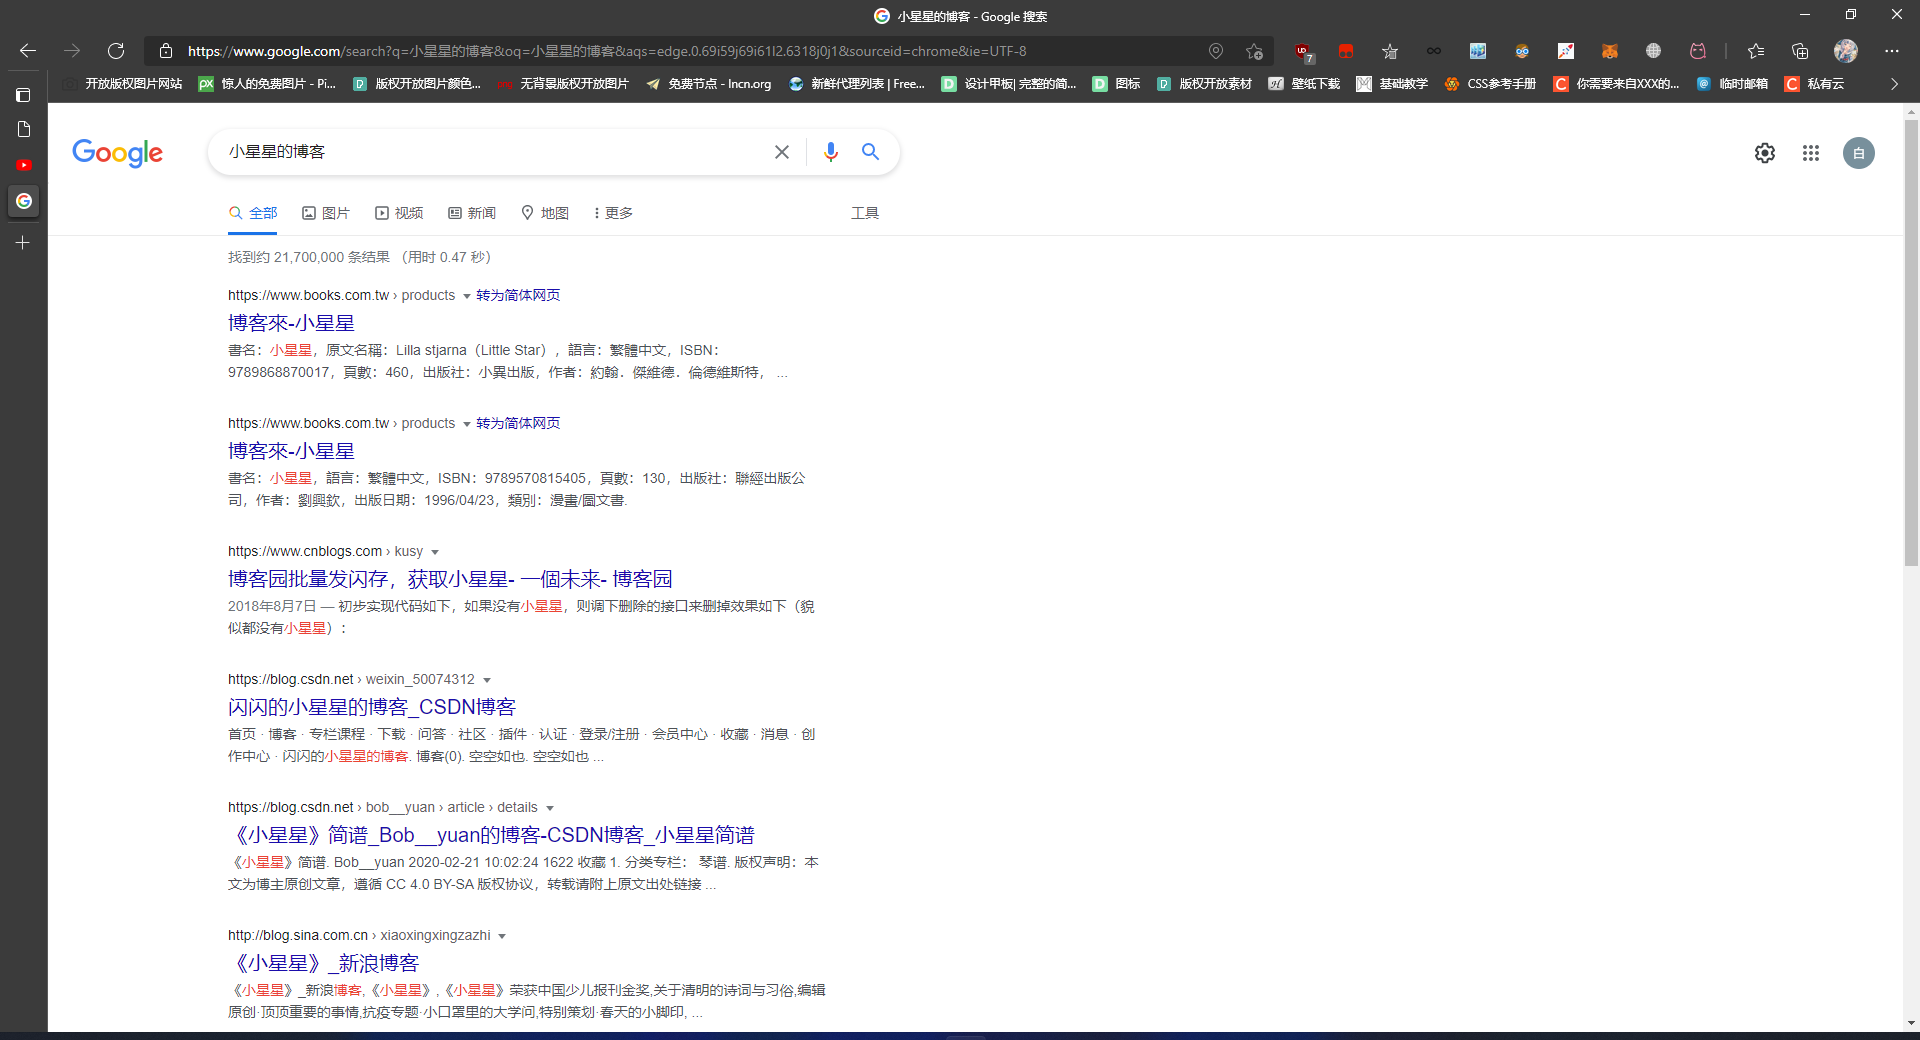 小星星的博客 - Google 搜索
https://www.google.com/search?q=小星星的博客&oq=小星星的博客&aqs=edge.0.69i59j69i61l2.6318j0j1&sourceid=chrome&ie=UTF-8
7
开放版权图片网站 惊人的免费图片 - Pi... 版权开放图片颜色... 无背景版权开放图片 免费节点 - lncn.org 新鲜代理列表 | Free... 设计甲板| 完整的简... 图标 版权开放素材 壁纸下载 基础教学 CSS参考手册 你需要来自XXX的... 临时邮箱 私有云
Google
小星星的博客
白
全部 图片 视频 新闻 地图 更多 工具
找到约 21,700,000 条结果 （用时 0.47 秒）
https://www.books.com.tw › products 转为简体网页
博客來-小星星
書名：小星星，原文名稱：Lilla stjarna（Little Star），語言：繁體中文，ISBN：
9789868870017，頁數：460，出版社：小異出版，作者：約翰．傑維德．倫德維斯特， ...
https://www.books.com.tw › products 转为简体网页
博客來-小星星
書名：小星星，語言：繁體中文，ISBN：9789570815405，頁數：130，出版社：聯經出版公
司，作者：劉興欽，出版日期：1996/04/23，類別：漫畫/圖文書.
https://www.cnblogs.com › kusy
博客园批量发闪存，获取小星星- 一個未来- 博客园
2018年8月7日 — 初步实现代码如下，如果没有小星星，则调下删除的接口来删掉效果如下（貌
似都没有小星星）：
https://blog.csdn.net › weixin_50074312
闪闪的小星星的博客_CSDN博客
首页 · 博客 · 专栏课程 · 下载 · 问答 · 社区 · 插件 · 认证 · 登录/注册 · 会员中心 · 收藏 · 消息 · 创
作中心 · 闪闪的小星星的博客. 博客(0). 空空如也. 空空如也 ...
https://blog.csdn.net › bob__yuan › article › details
《小星星》简谱_Bob__yuan的博客-CSDN博客_小星星简谱
《小星星》简谱. Bob__yuan 2020-02-21 10:02:24 1622 收藏 1. 分类专栏： 琴谱. 版权声明：本
文为博主原创文章，遵循 CC 4.0 BY-SA 版权协议，转载请附上原文出处链接 ...
http://blog.sina.com.cn › xiaoxingxingzazhi
《小星星》_新浪博客
《小星星》_新浪博客,《小星星》,《小星星》荣获中国少儿报刊金奖,关于清明的诗词与习俗,编辑
原创·顶顶重要的事情,抗疫专题·小口罩里的大学问,特别策划·春天的小脚印, ...